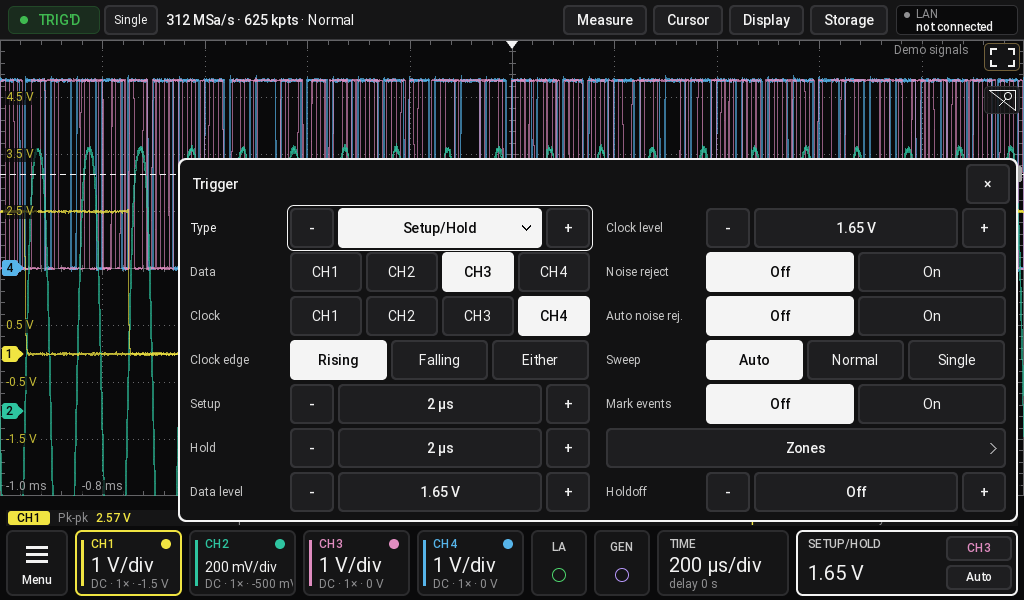 TRIG'D Single 312 MSa/s · 625 kpts · Normal Measure Cursor Display Storage LAN
not connected
Demo signals
4.5 V
3.5 V
2.5 V
4
0.5 V
1
-0.5 V
2
-1.5 V
-1.0 ms -0.8 ms
Trigger ×
Type - Setup/Hold + Clock level - 1.65 V +
Data CH1 CH2 CH3 CH4 Noise reject Off On
Clock CH1 CH2 CH3 CH4 Auto noise rej. Off On
Clock edge Rising Falling Either Sweep Auto Normal Single
Setup - 2 µs + Mark events Off On
Hold - 2 µs + Zones
Data level - 1.65 V + Holdoff - Off +
CH1 Pk-pk 2.57 V
Menu
CH1
1 V/div
DC · 1× · -1.5 V
CH2
200 mV/div
DC · 1× · -500 mV
CH3
1 V/div
DC · 1× · 0 V
CH4
1 V/div
DC · 1× · 0 V
LA
GEN
TIME
200 µs/div
delay 0 s
SETUP/HOLD CH3
1.65 V Auto